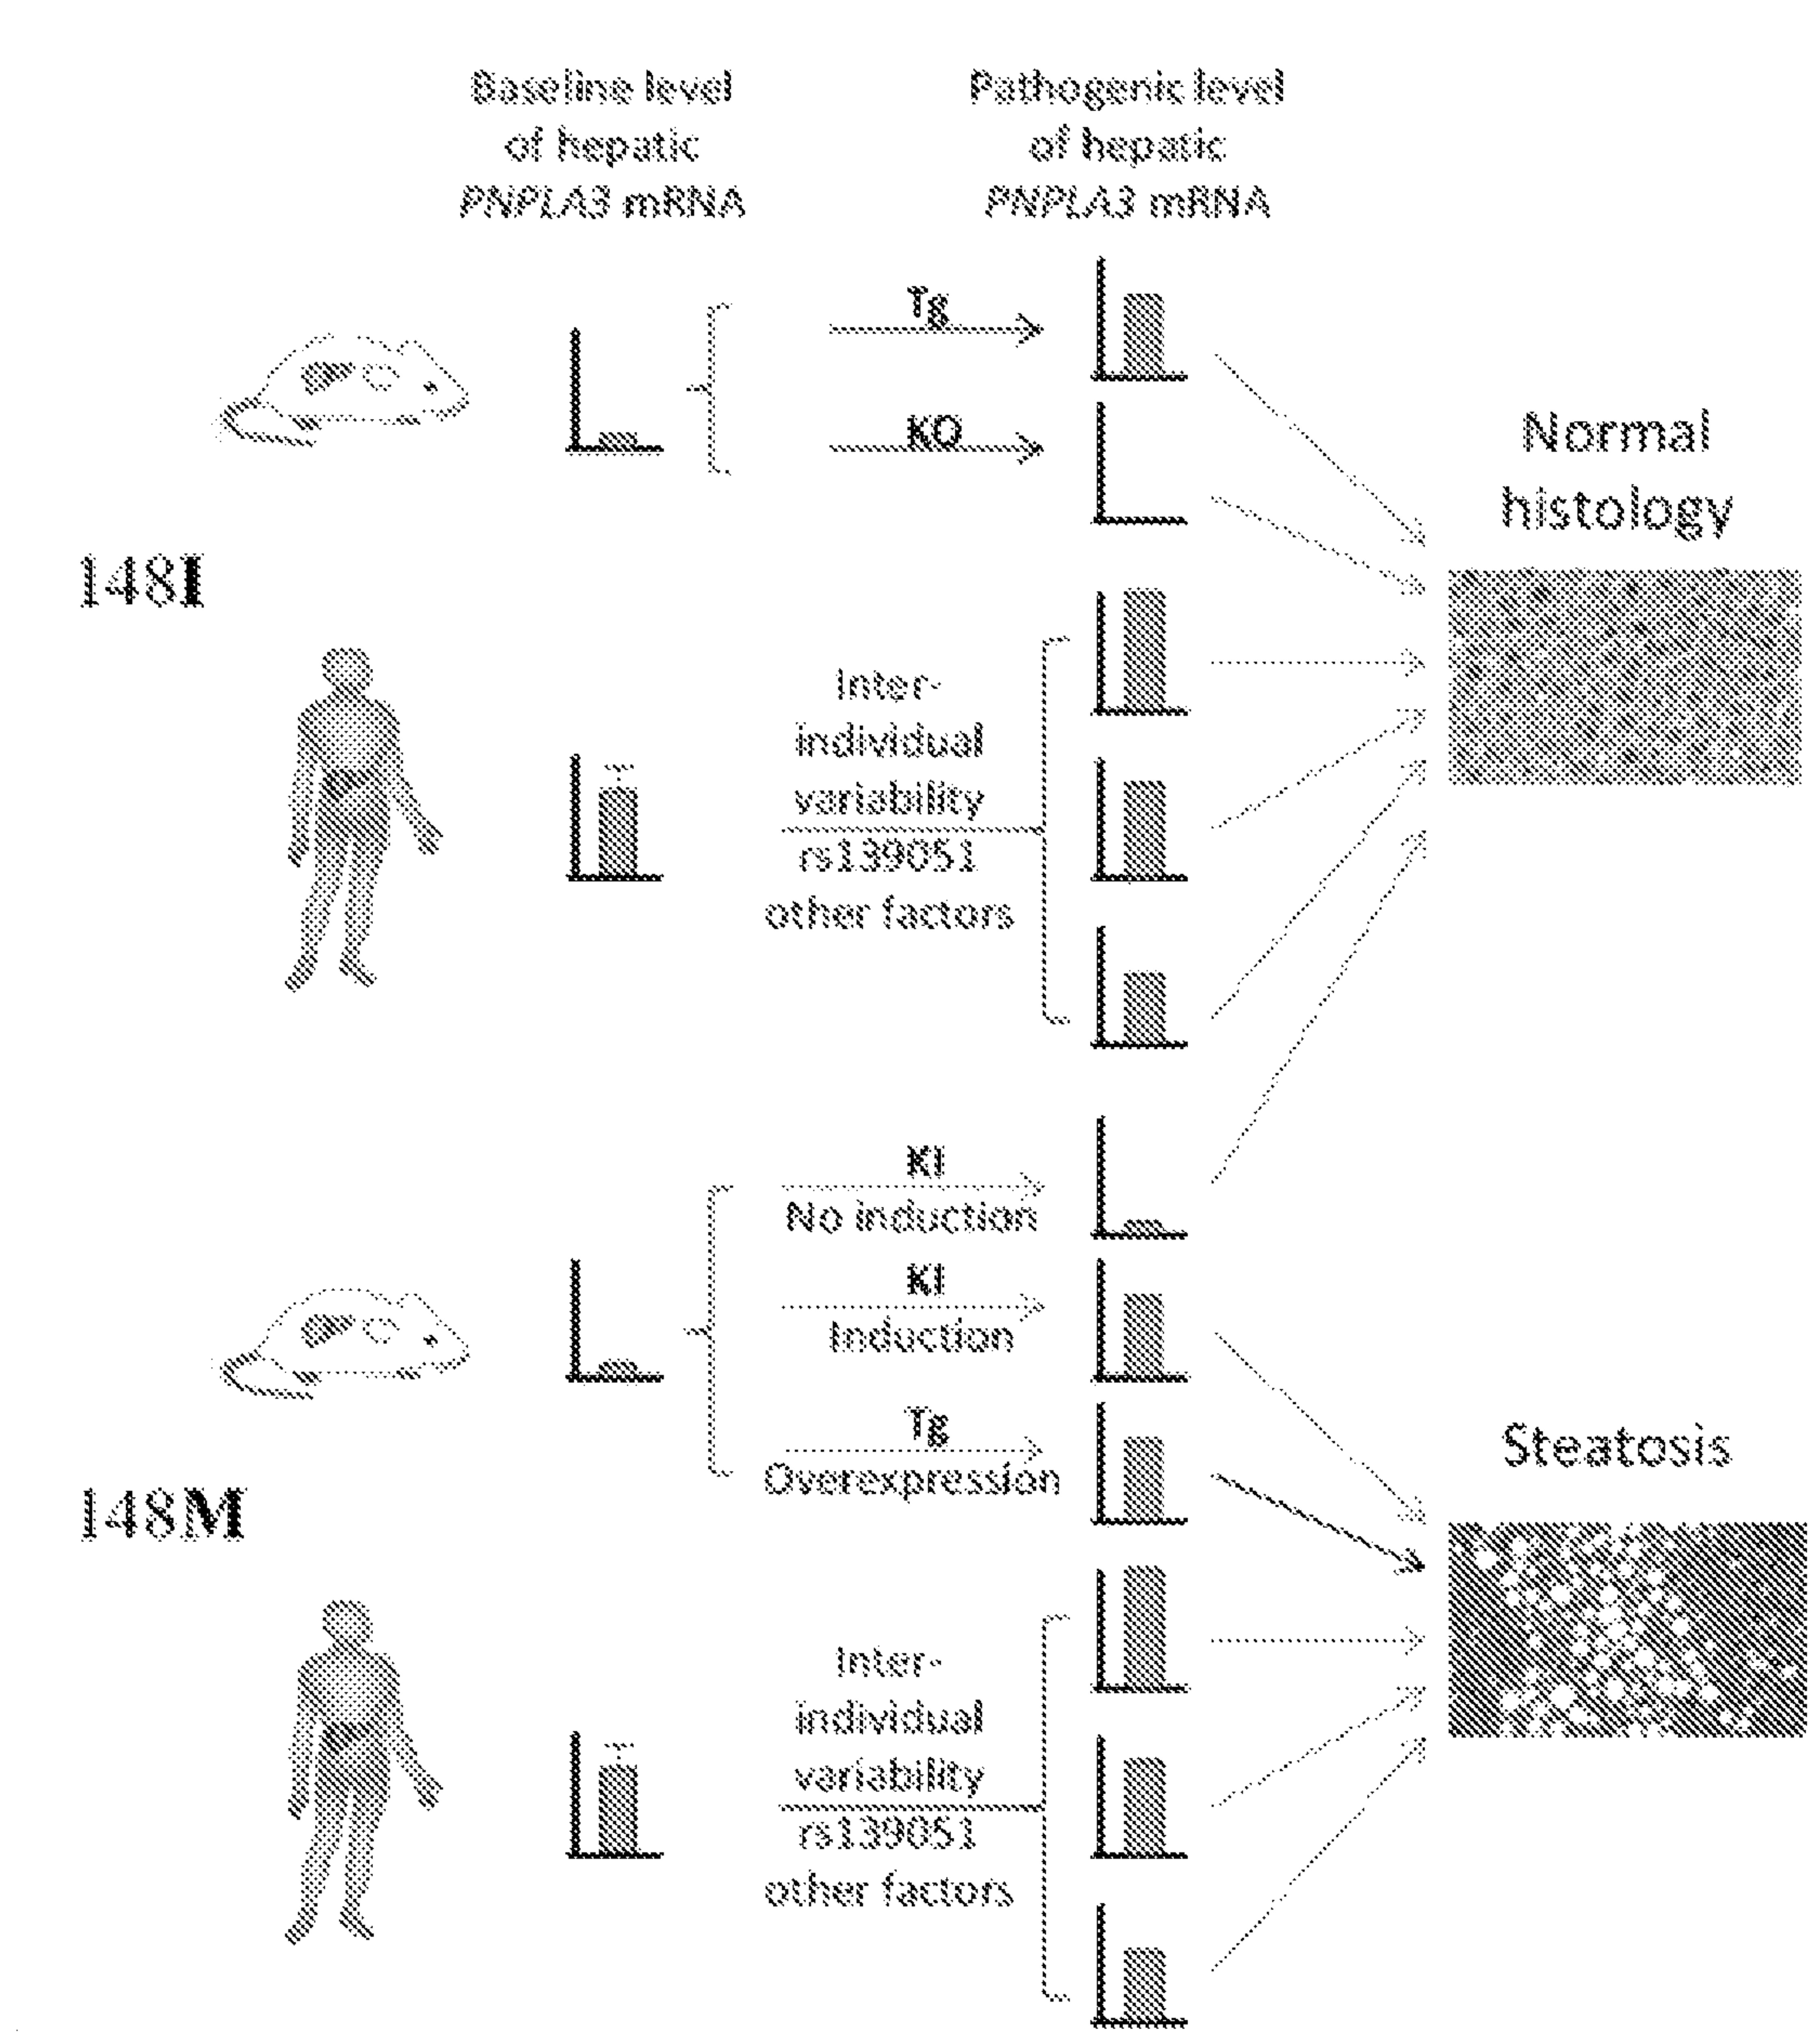 Baseline level
of hepatic
PNPLA3 mRNA
Pathogenic level
of hepatic
PNPLA3 mRNA
Tg
KO
Normal
histology
148I
Inter-
individual
variability
rs139051
other factors
KI
No induction
KI
Induction
Tg
Overexpression
Steatosis
148M
Inter-
individual
variability
rs139051
other factors